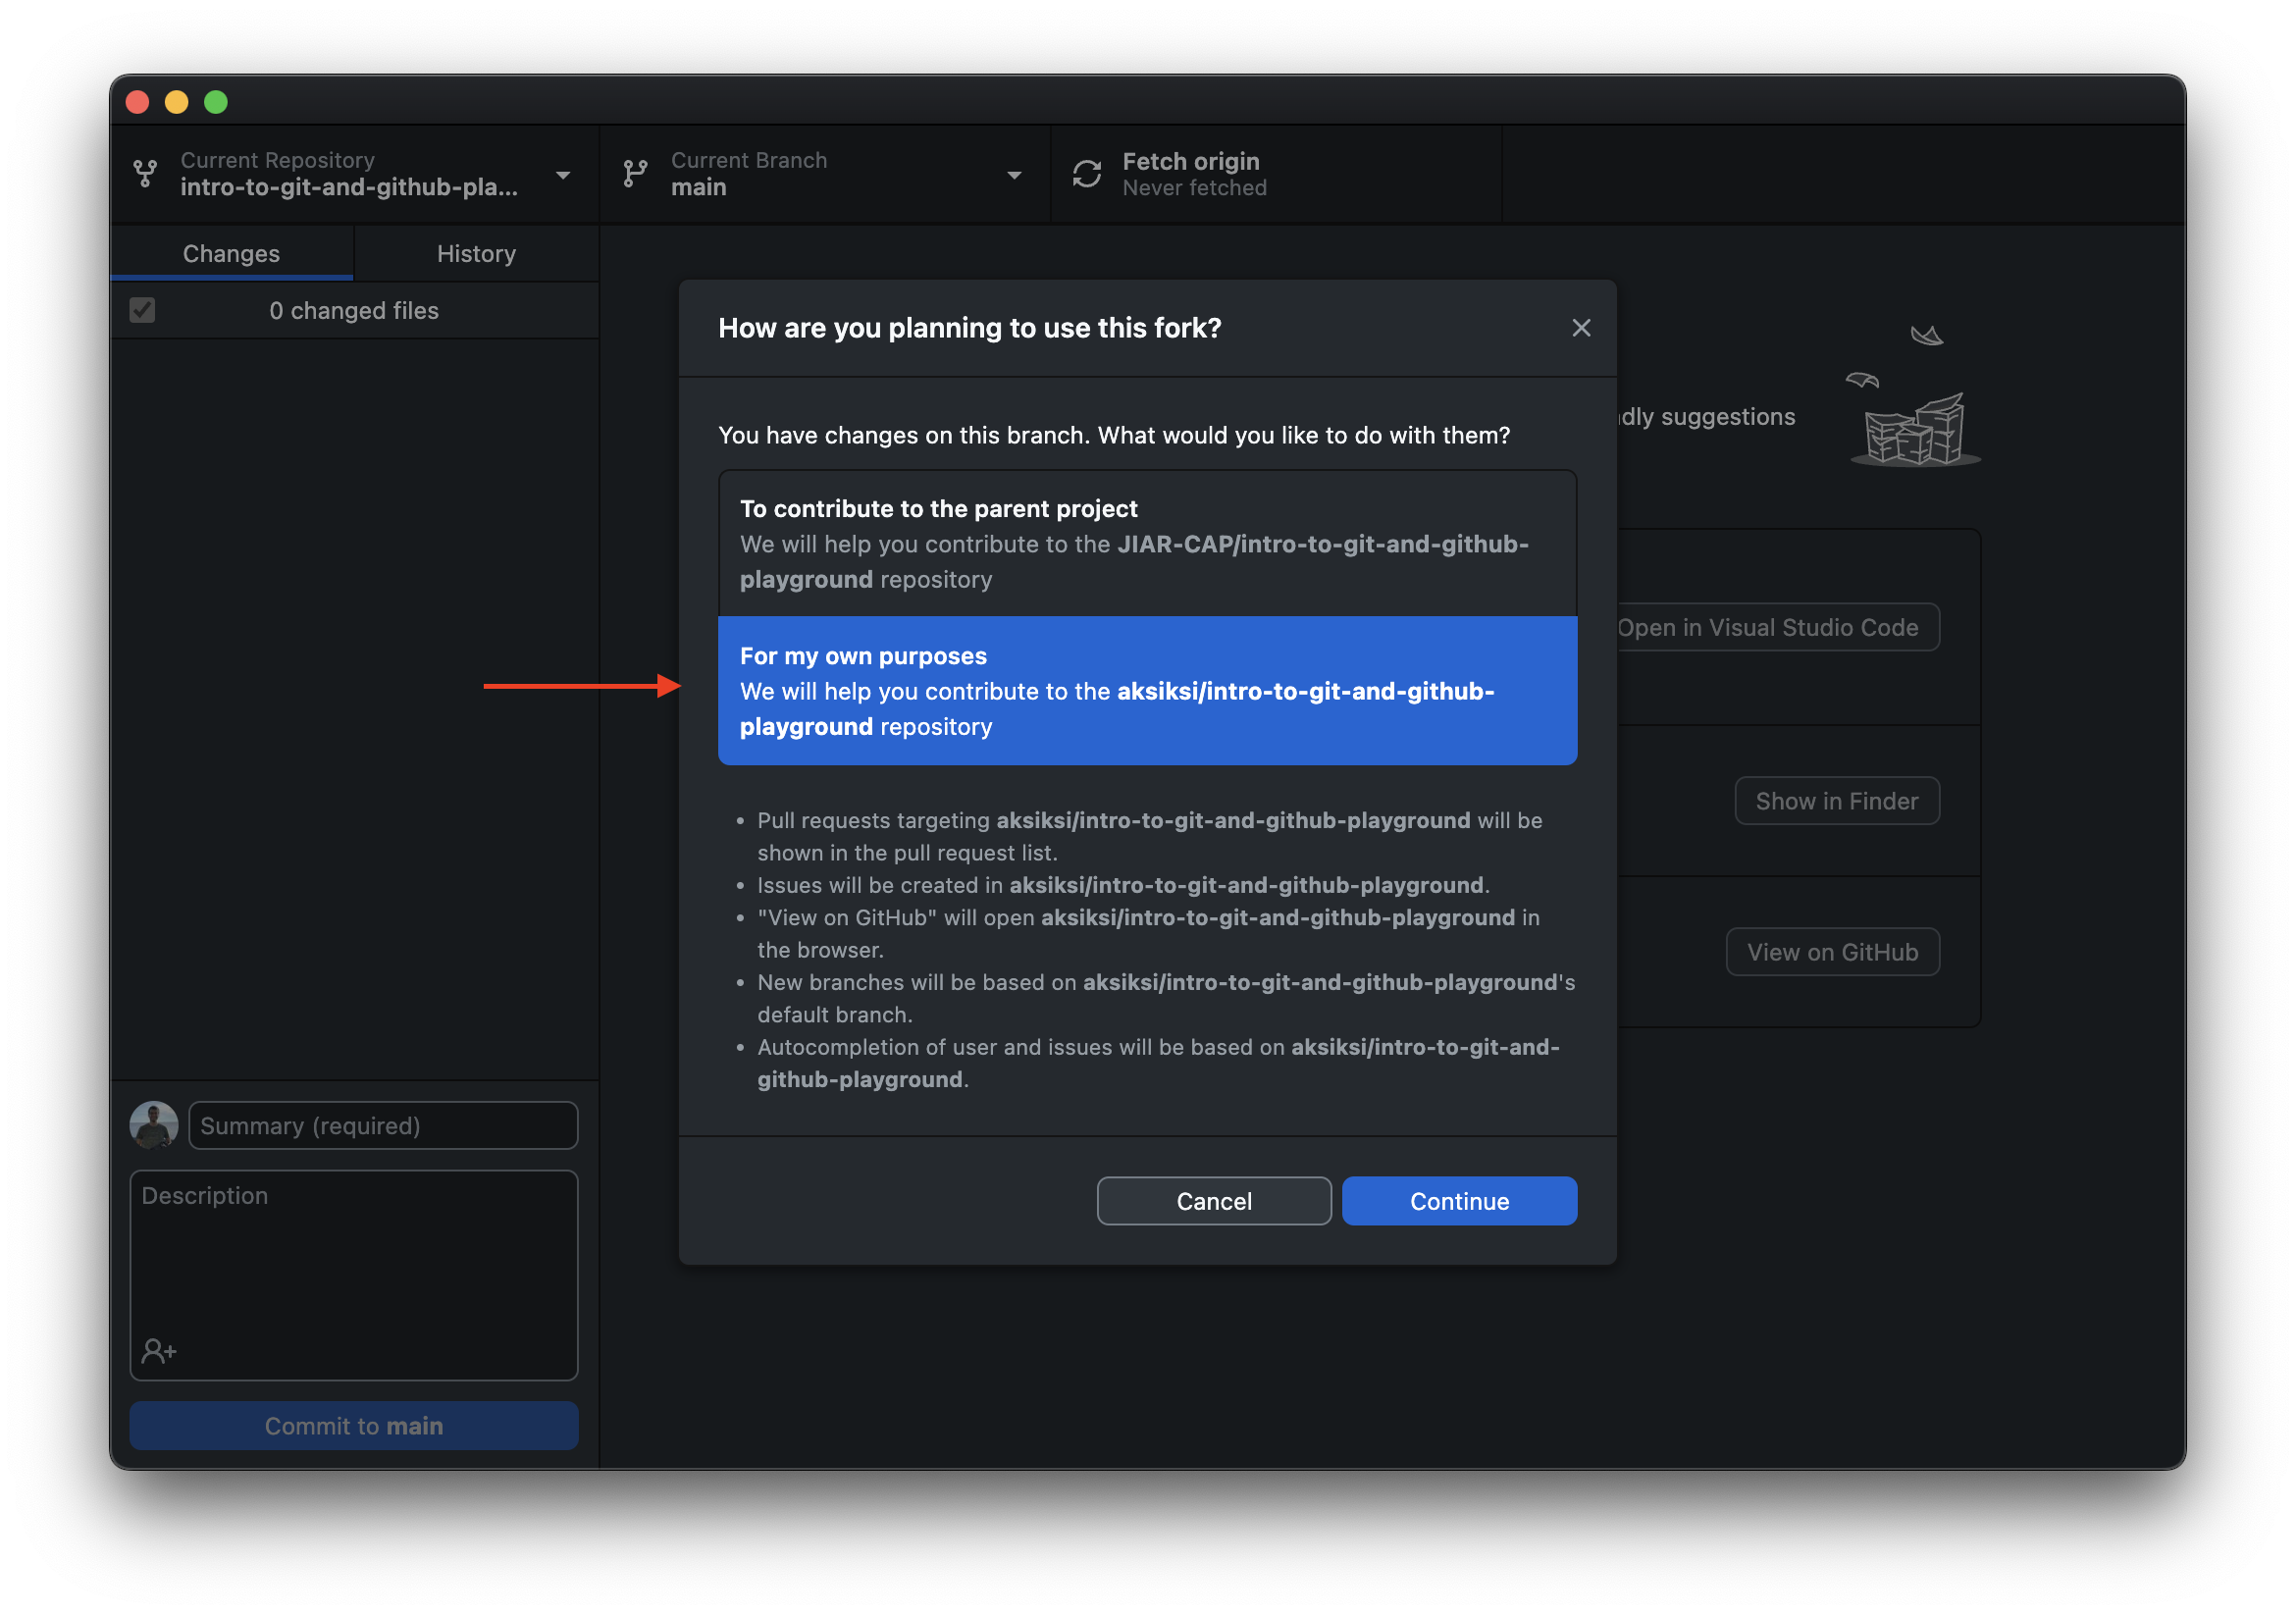 Current Repository
intro-to-git-and-github-pla...
Current Branch
main
Fetch origin
Never fetched
Changes
History
0 changed files
How are you planning to use this fork?
You have changes on this branch. What would you like to do with them?
To contribute to the parent project
We will help you contribute to the JIAR-CAP/intro-to-git-and-github-
playground repository
For my own purposes
We will help you contribute to the aksiksi/intro-to-git-and-github-
playground repository
• Pull requests targeting aksiksi/intro-to-git-and-github-playground will be
shown in the pull request list.
• Issues will be created in aksiksi/intro-to-git-and-github-playground.
• "View on GitHub" will open aksiksi/intro-to-git-and-github-playground in
the browser.
• New branches will be based on aksiksi/intro-to-git-and-github-playground's
default branch.
• Autocompletion of user and issues will be based on aksiksi/intro-to-git-and-
github-playground.
Cancel
Continue
suggestions
Open in Visual Studio Code
Show in Finder
View on GitHub
Summary (required)
Description
Commit to main